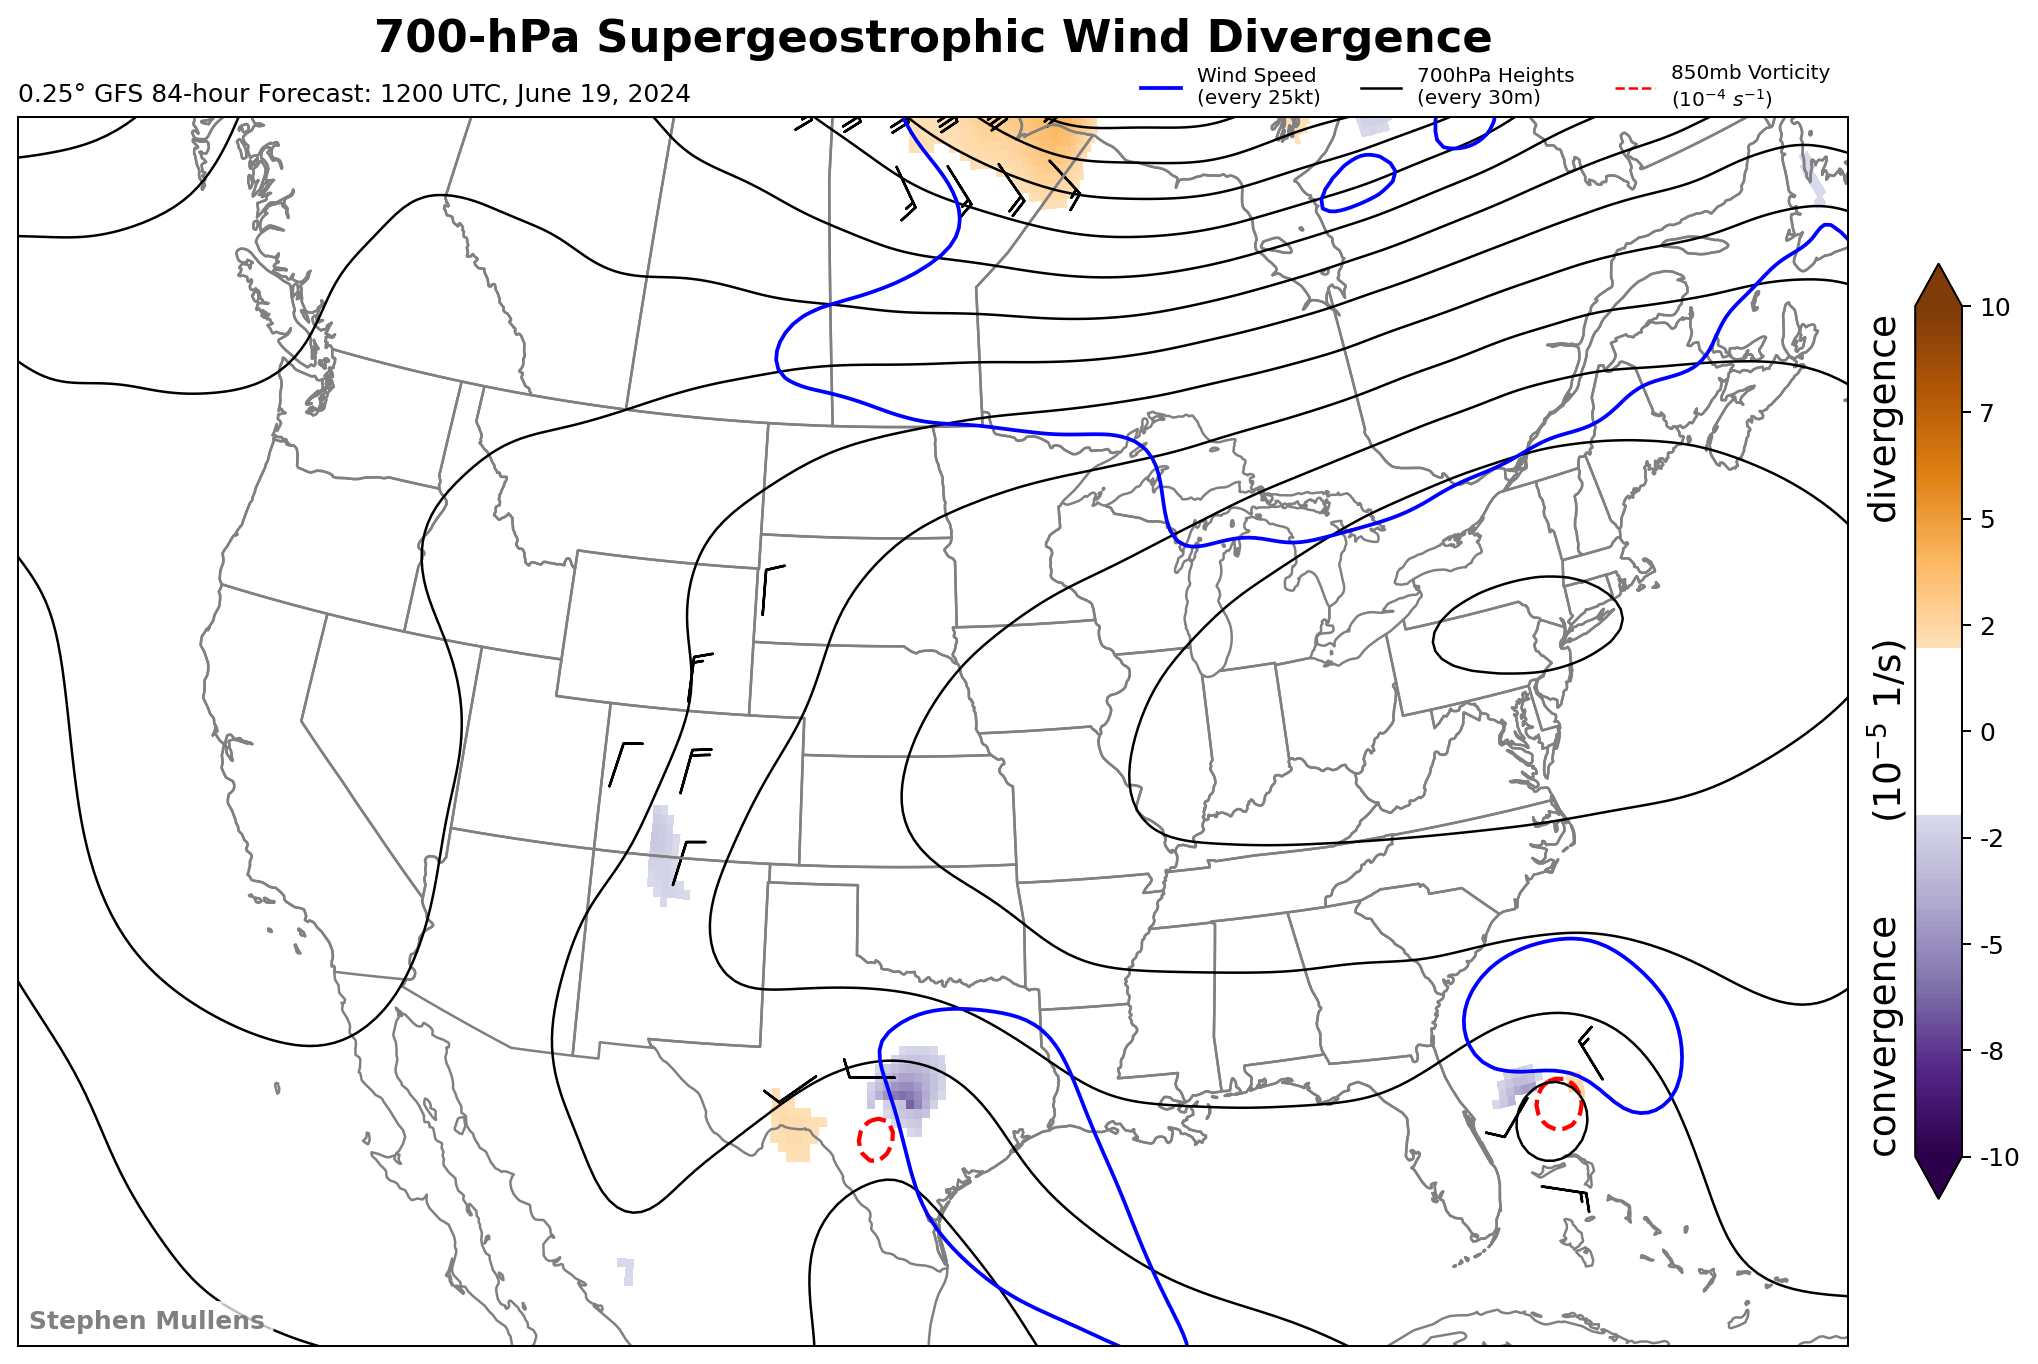 700-hPa Supergeostrophic Wind Divergence
0.25° GFS 84-hour Forecast: 1200 UTC, June 19, 2024
Wind Speed
(every 25kt)
700hPa Heights
(every 30m)
850mb Vorticity
(10⁻⁴ s⁻¹)
10
7
5
2
0
-2
-5
-8
-10
convergence (10⁻⁵ 1/s) divergence
Stephen Mullens